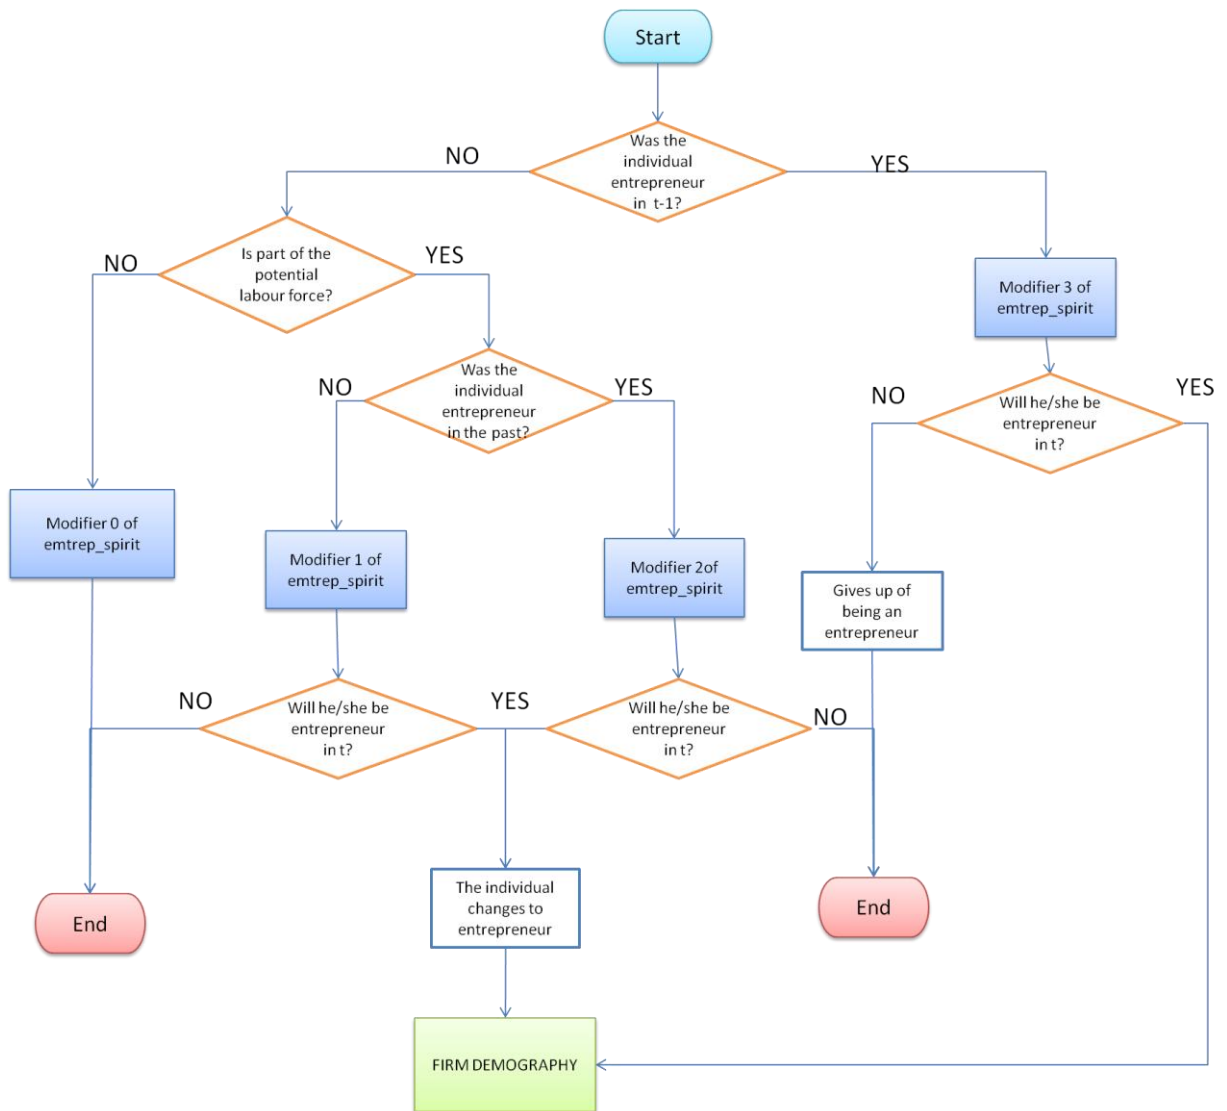 Start
Was the
individual
entrepreneur
in t-1?
NO
YES
Is part of the
potential
labour force?
NO
YES
Modifier 3 of
emtrep_spirit
Was the
individual
entrepreneur
in the past?
NO
YES
Will he/she be
entrepreneur
in t?
NO
YES
Modifier 0 of
emtrep_spirit
Modifier 1 of
emtrep_spirit
Modifier 2of
emtrep_spirit
Gives up of
being an
entrepreneur
NO
Will he/she be
entrepreneur
in t?
YES
Will he/she be
entrepreneur
in t?
NO
The individual
changes to
entrepreneur
End
End
FIRM DEMOGRAPHY